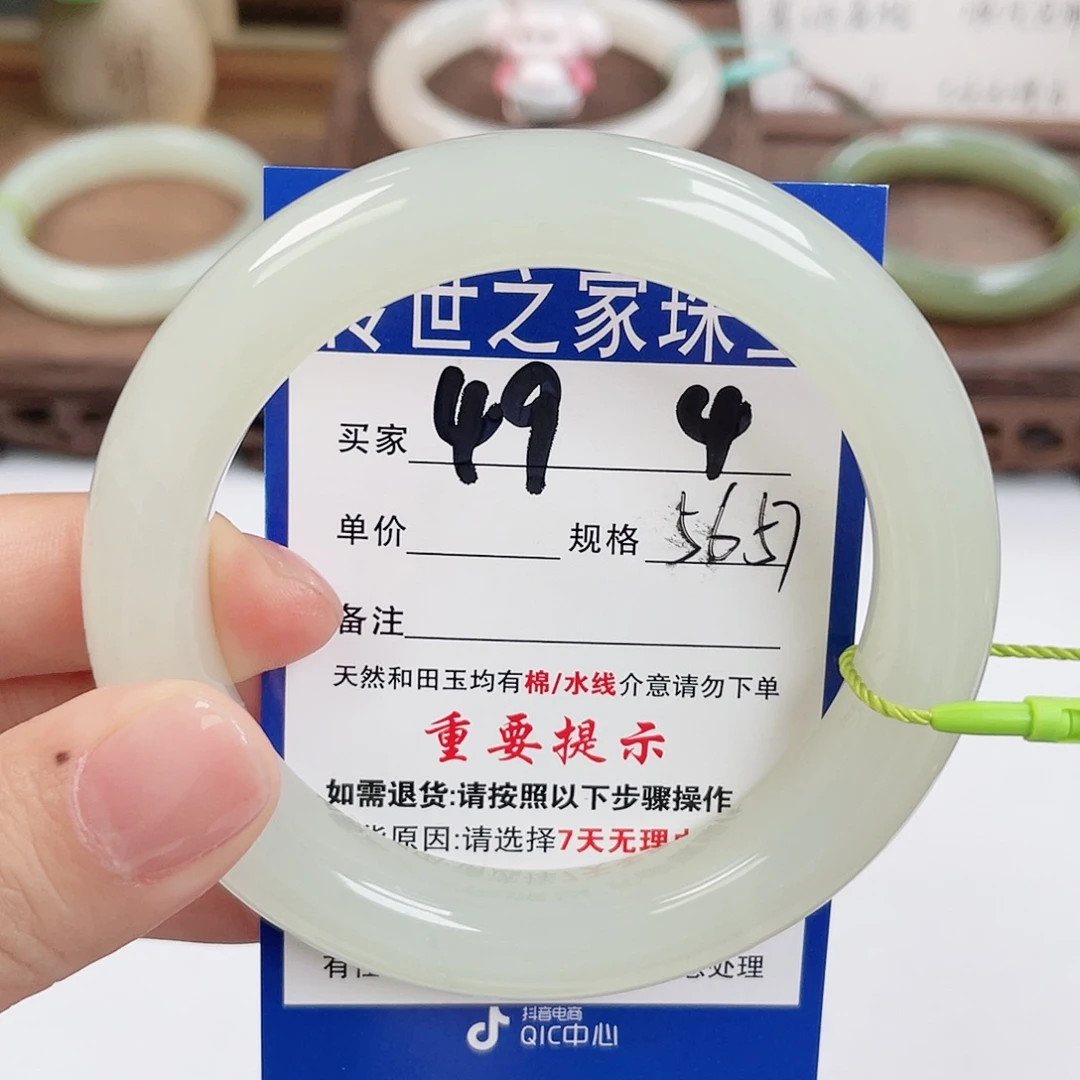 世之家珠
买家 49 4
单价 规格 56.57
备注
天然和田玉均有棉/水线介意请勿下单
重要提示
如需退货:请按照以下步骤操作
原因:请选择7天无理
有 处理
抖音电商
QIC中心